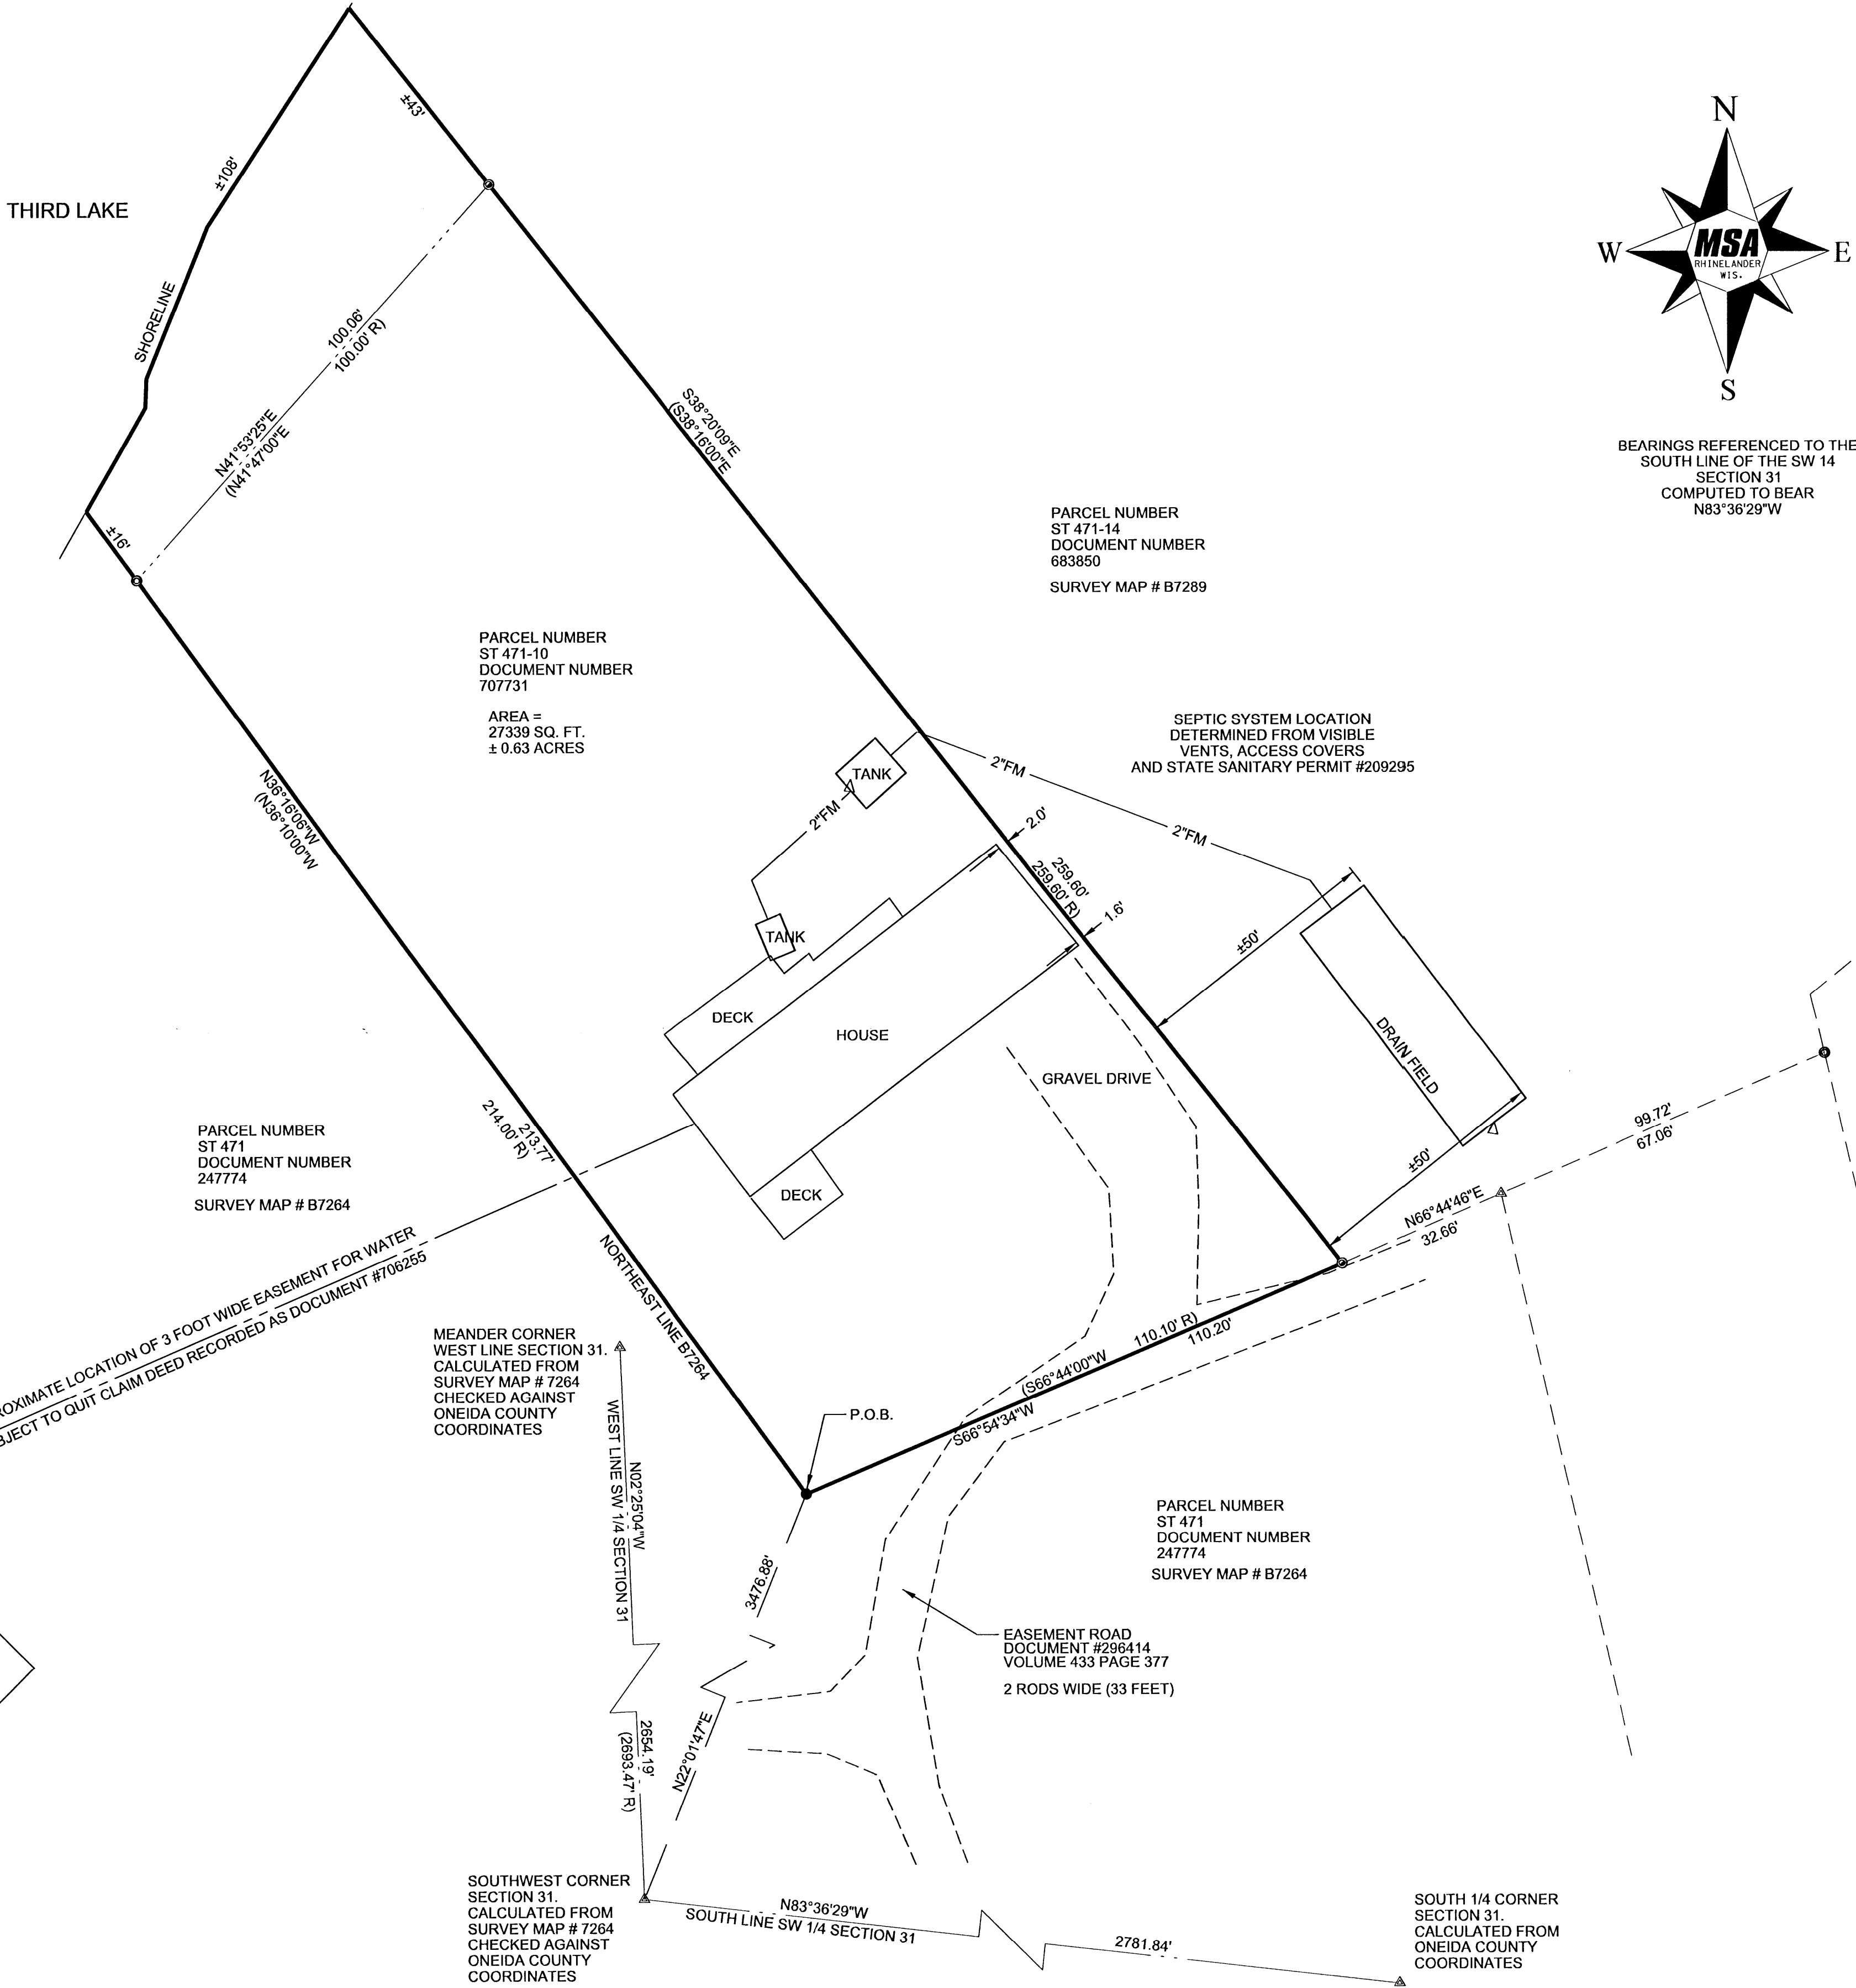 ±43'
±108'
THIRD LAKE
SHORELINE
100.06'
100.00' R)
N41°53'25"E
(N41°47'00"E
±16'
S38°20'09"E
(S38°16'00"E
N
W
E
S
MSA
RHINELANDER
WIS.
BEARINGS REFERENCED TO THE
SOUTH LINE OF THE SW 14
SECTION 31
COMPUTED TO BEAR
N83°36'29"W
PARCEL NUMBER
ST 471-14
DOCUMENT NUMBER
683850
SURVEY MAP # B7289
PARCEL NUMBER
ST 471-10
DOCUMENT NUMBER
707731
AREA =
27339 SQ. FT.
± 0.63 ACRES
SEPTIC SYSTEM LOCATION
DETERMINED FROM VISIBLE
VENTS, ACCESS COVERS
AND STATE SANITARY PERMIT #209295
N36°16'06"W
(N36°10'00"W
TANK
2"FM
2"FM
2"FM
2.0'
259.60'
259.60' R)
1.6'
TANK
±50'
DECK
HOUSE
GRAVEL DRIVE
DRAIN FIELD
99.72'
67.06'
±50'
N66°44'46"E
32.66'
213.77'
214.00' R)
PARCEL NUMBER
ST 471
DOCUMENT NUMBER
247774
SURVEY MAP # B7264
DECK
NORTHEAST LINE B7264
LOCATION OF 3 FOOT WIDE EASEMENT FOR WATER
TO QUIT CLAIM DEED RECORDED AS DOCUMENT #706255
MEANDER CORNER
WEST LINE SECTION 31.
CALCULATED FROM
SURVEY MAP # 7264
CHECKED AGAINST
ONEIDA COUNTY
COORDINATES
110.10' R)
110.20'
(S66°44'00"W
S66°54'34"W
P.O.B.
N02°25'04"W
WEST LINE SW 1/4 SECTION 31
3476.88'
PARCEL NUMBER
ST 471
DOCUMENT NUMBER
247774
SURVEY MAP # B7264
EASEMENT ROAD
DOCUMENT #296414
VOLUME 433 PAGE 377
2 RODS WIDE (33 FEET)
2654.19'
(2693.47' R)
N22°01'47"E
SOUTHWEST CORNER
SECTION 31.
CALCULATED FROM
SURVEY MAP # 7264
CHECKED AGAINST
ONEIDA COUNTY
COORDINATES
N83°36'29"W
SOUTH LINE SW 1/4 SECTION 31
2781.84'
SOUTH 1/4 CORNER
SECTION 31.
CALCULATED FROM
ONEIDA COUNTY
COORDINATES